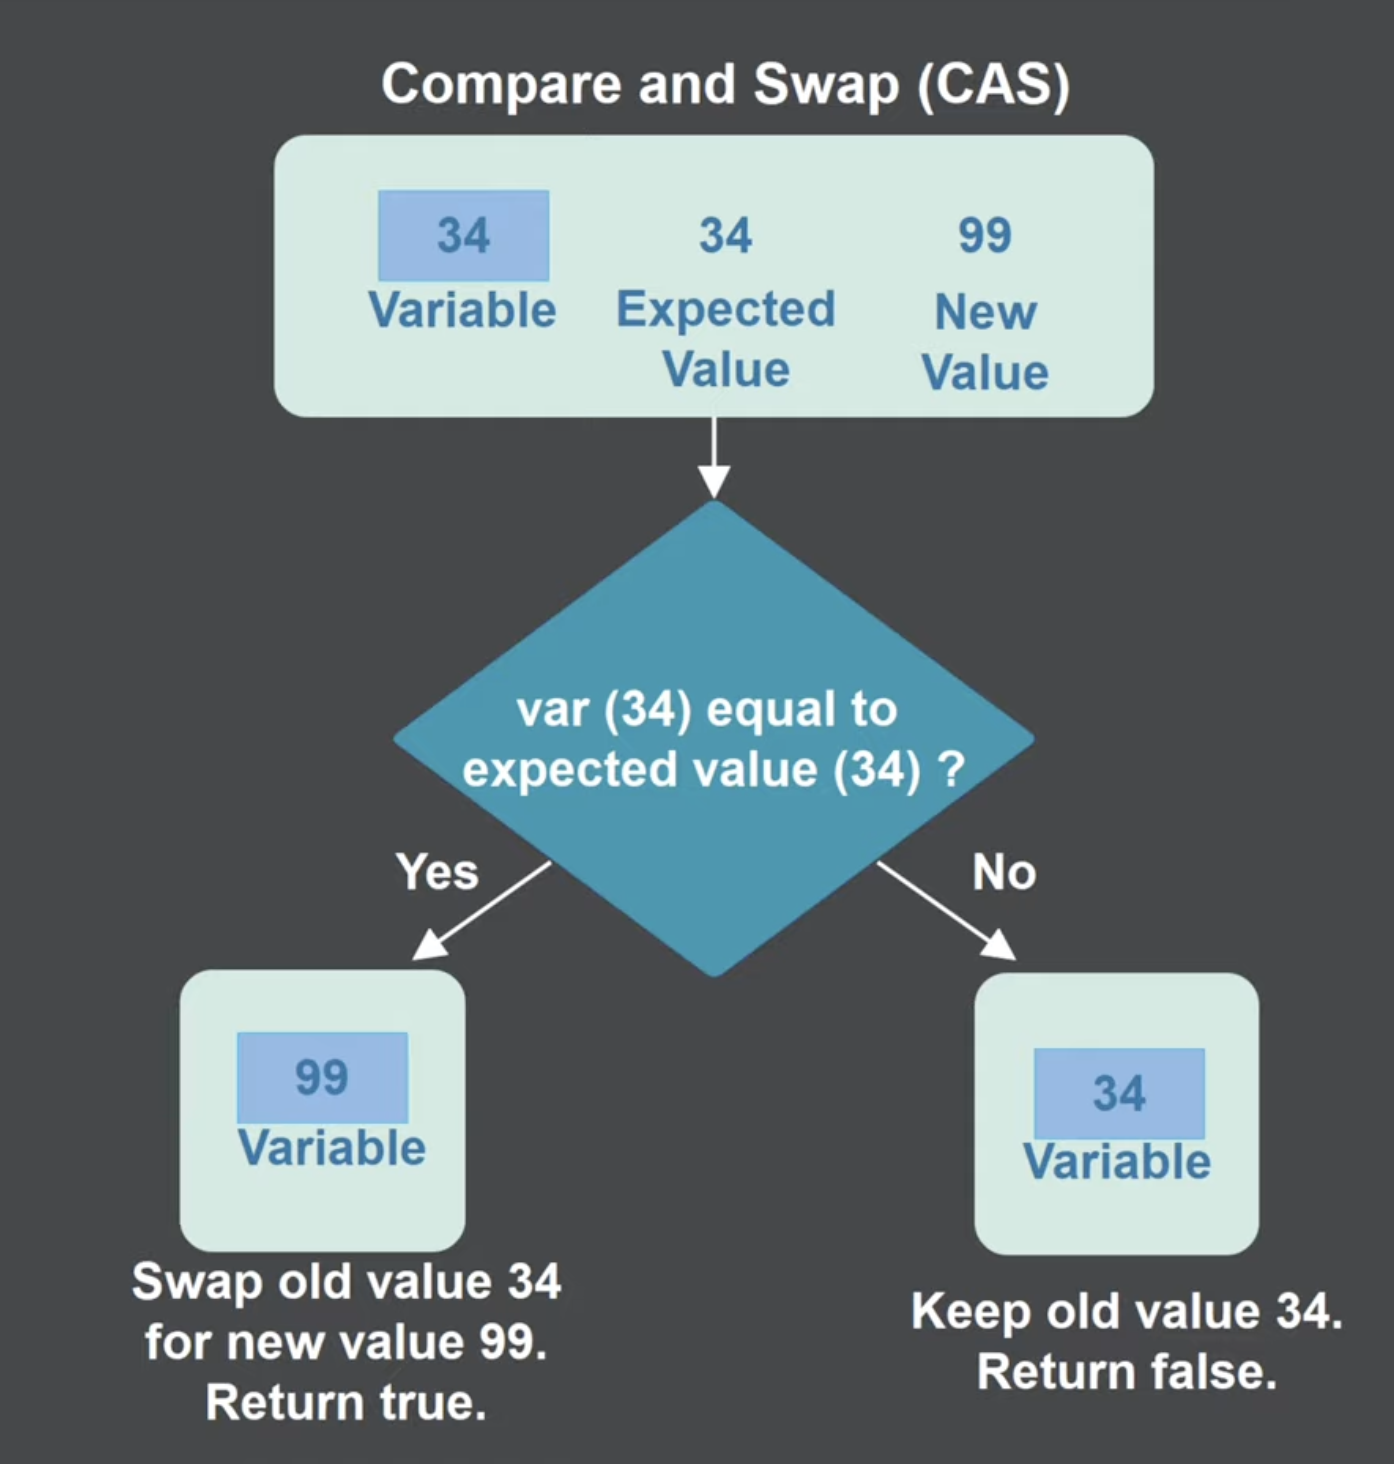 Compare and Swap (CAS)
34 34 99
Variable Expected Value New Value
var (34) equal to
expected value (34) ?
Yes
No
99
Variable
34
Variable
Swap old value 34
for new value 99.
Return true.
Keep old value 34.
Return false.